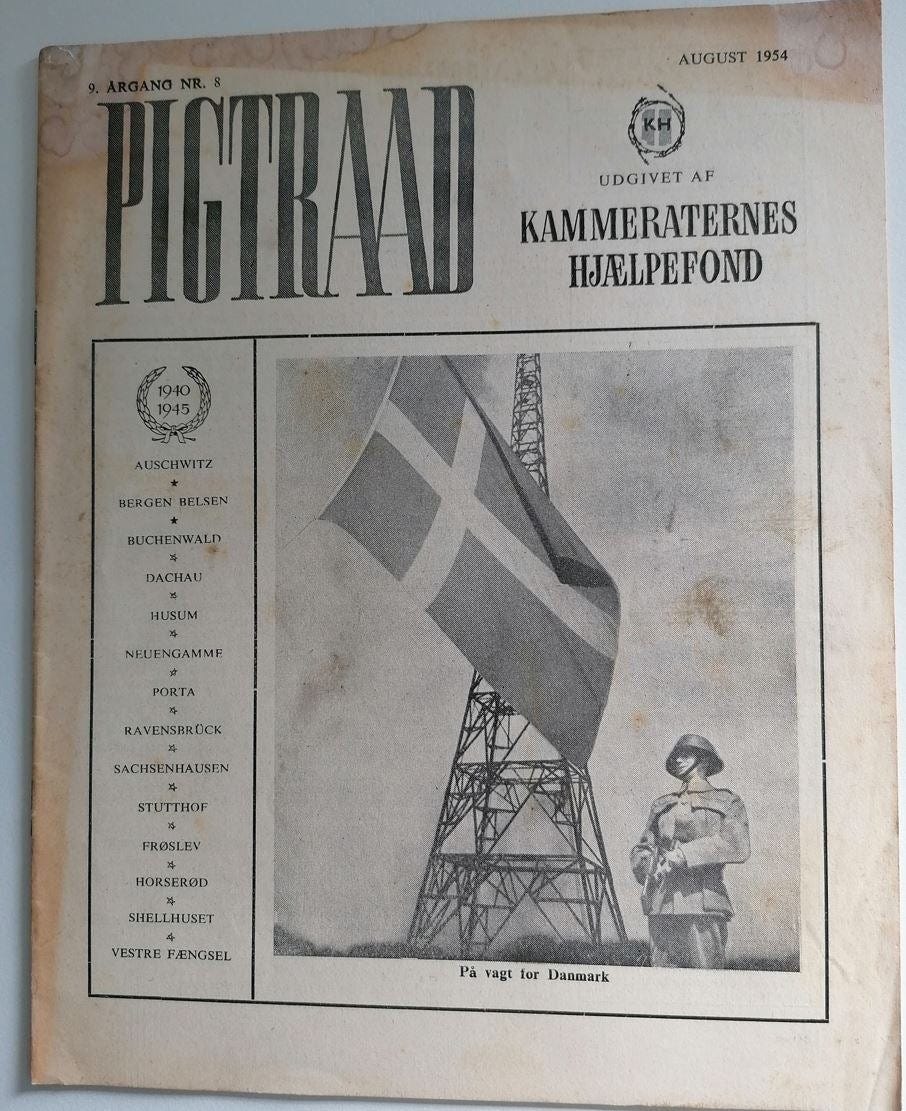 9. ÅRGANG NR. 8
AUGUST 1954
PIGTRAAD
KH
UDGIVET AF
KAMMERATERNES
HJÆLPEFOND
1940
1945
AUSCHWITZ
BERGEN BELSEN
BUCHENWALD
DACHAU
HUSUM
NEUENGAMME
PORTA
RAVENSBRÜCK
SACHSENHAUSEN
STUTTHOF
FRØSLEV
HORSERØD
SHELLHUSET
VESTRE FÆNGSEL
På vagt for Danmark